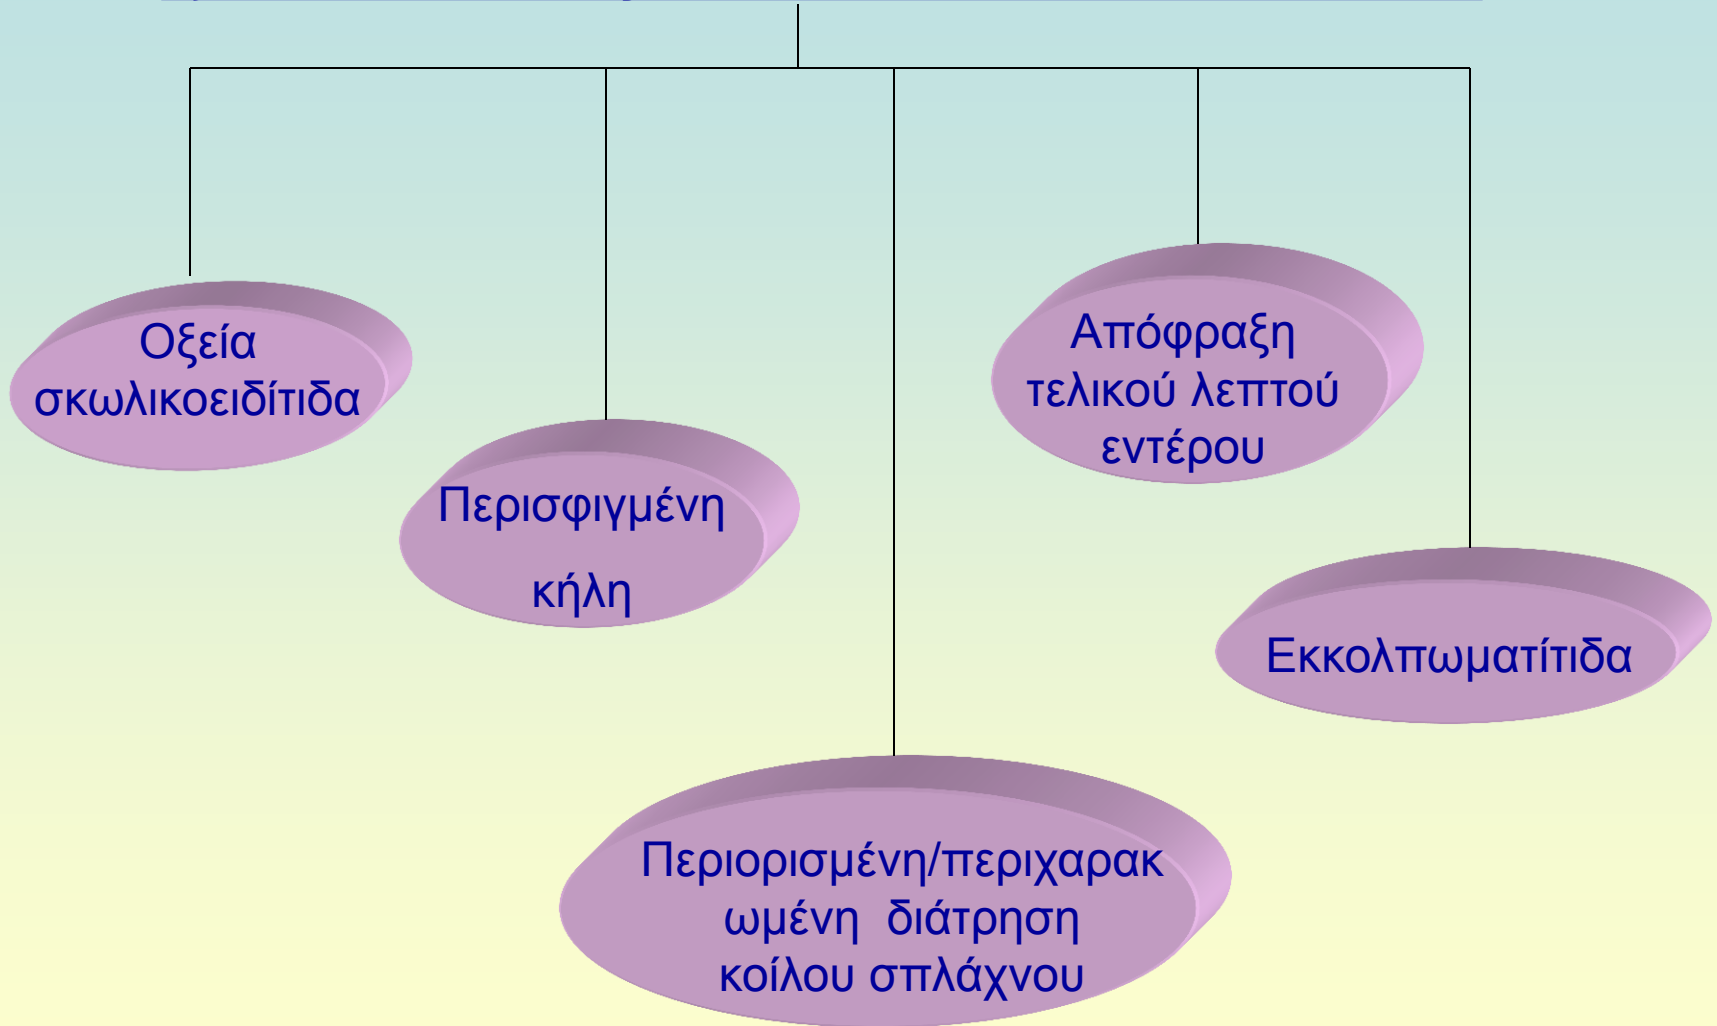 Οξεία
σκωλικοειδίτιδα
Περισφιγμένη
κήλη
Περιορισμένη/περιχαρακ
ωμένη διάτρηση
κοίλου σπλάχνου
Απόφραξη
τελικού λεπτού
εντέρου
Εκκολπωματίτιδα